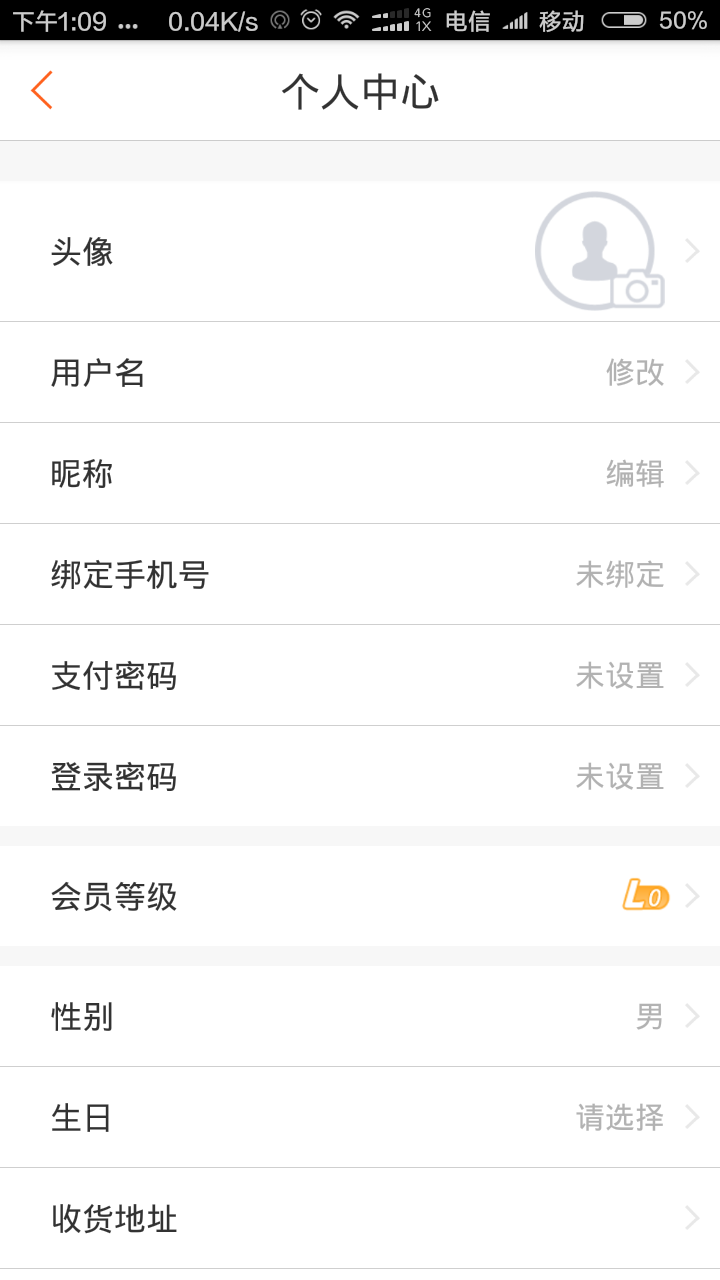 下午1:09 ... 0.04K/s 4G 1X 电信 移动 50%
个人中心
头像
用户名 修改
昵称 编辑
绑定手机号 未绑定
支付密码 未设置
登录密码 未设置
会员等级 L0
性别 男
生日 请选择
收货地址